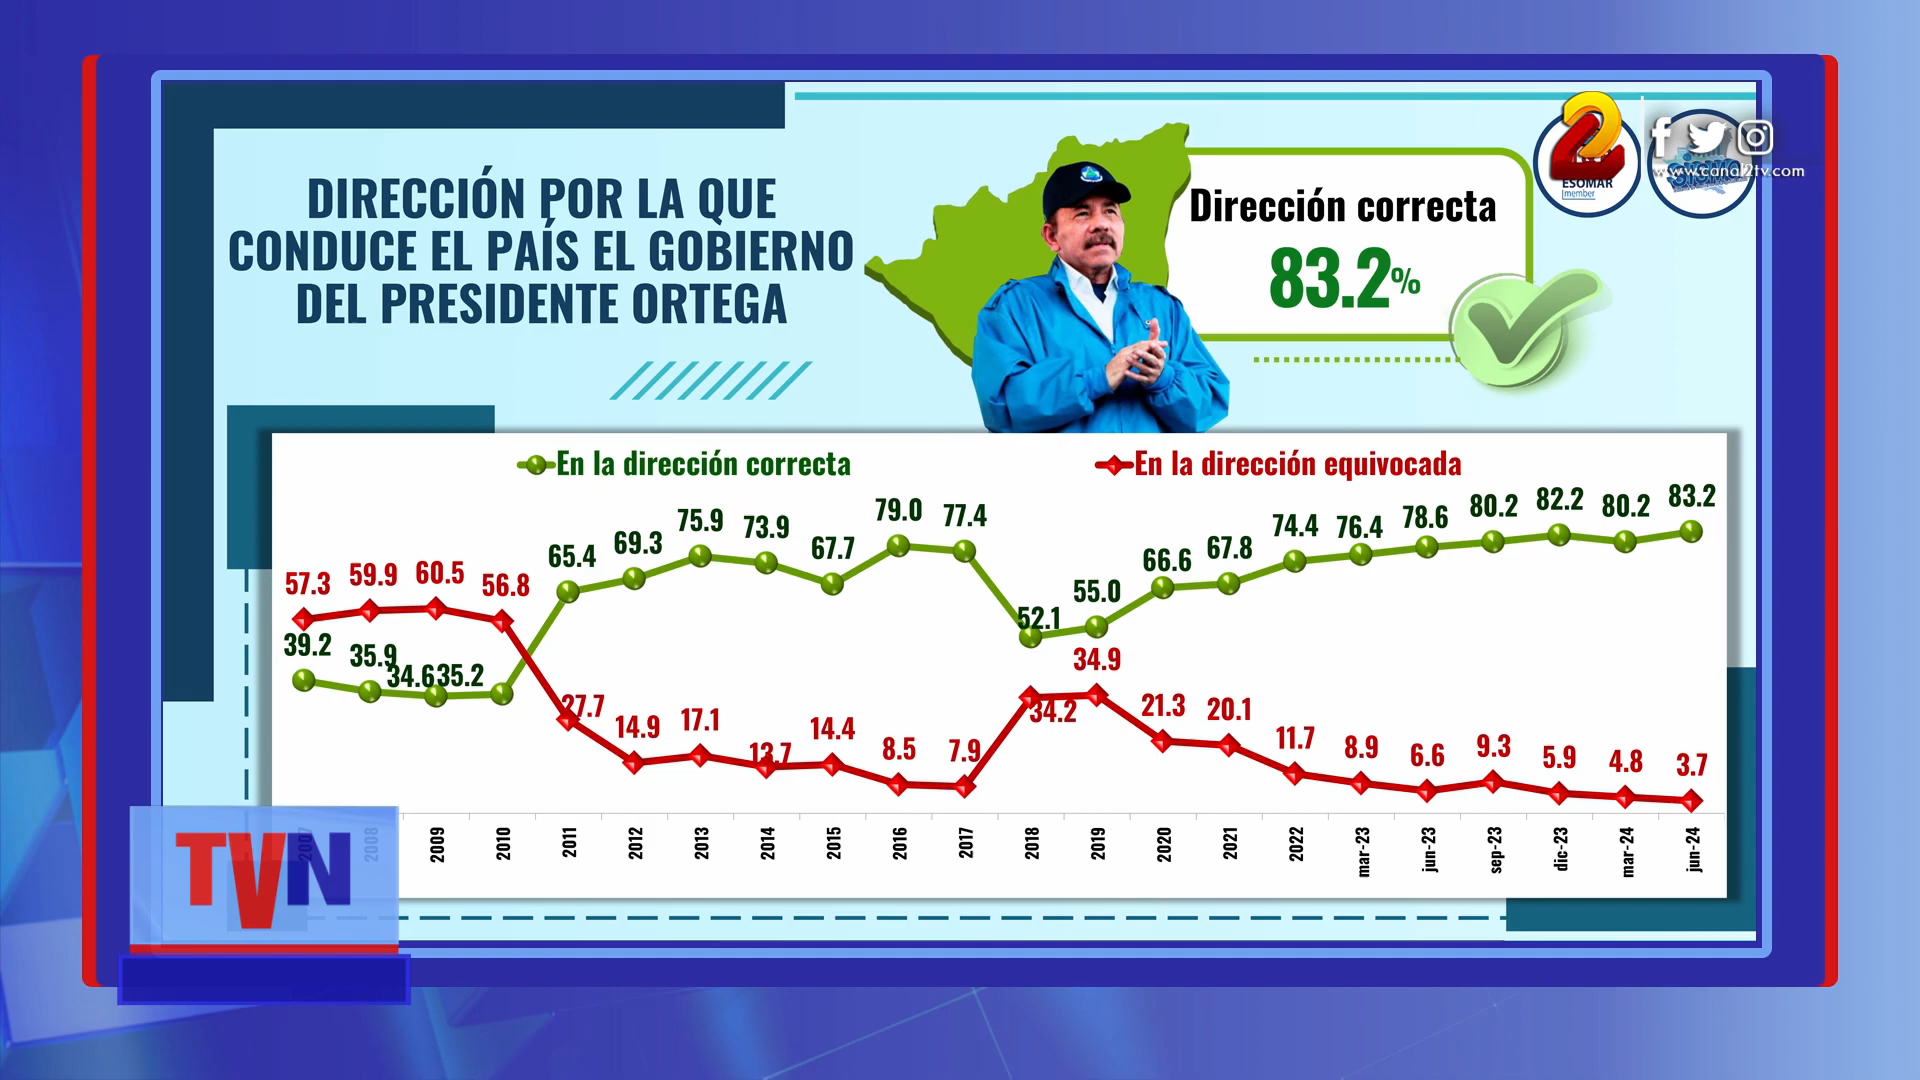 DIRECCIÓN POR LA QUE
CONDUCE EL PAÍS EL GOBIERNO
DEL PRESIDENTE ORTEGA
Dirección correcta
83.2%
2
ESOMAR
member
www.canal2tv.com
En la dirección correcta
En la dirección equivocada
57.3 59.9 60.5 56.8 65.4 69.3 75.9 73.9 67.7 79.0 77.4 52.1 55.0 66.6 67.8 74.4 76.4 78.6 80.2 82.2 80.2 83.2
39.2 35.9 34.6 35.2 27.7 14.9 17.1 13.7 14.4 8.5 7.9 34.2 34.9 21.3 20.1 11.7 8.9 6.6 9.3 5.9 4.8 3.7
2007 2008 2009 2010 2011 2012 2013 2014 2015 2016 2017 2018 2019 2020 2021 2022 mar-23 jun-23 sep-23 dic-23 mar-24 jun-24
TVN